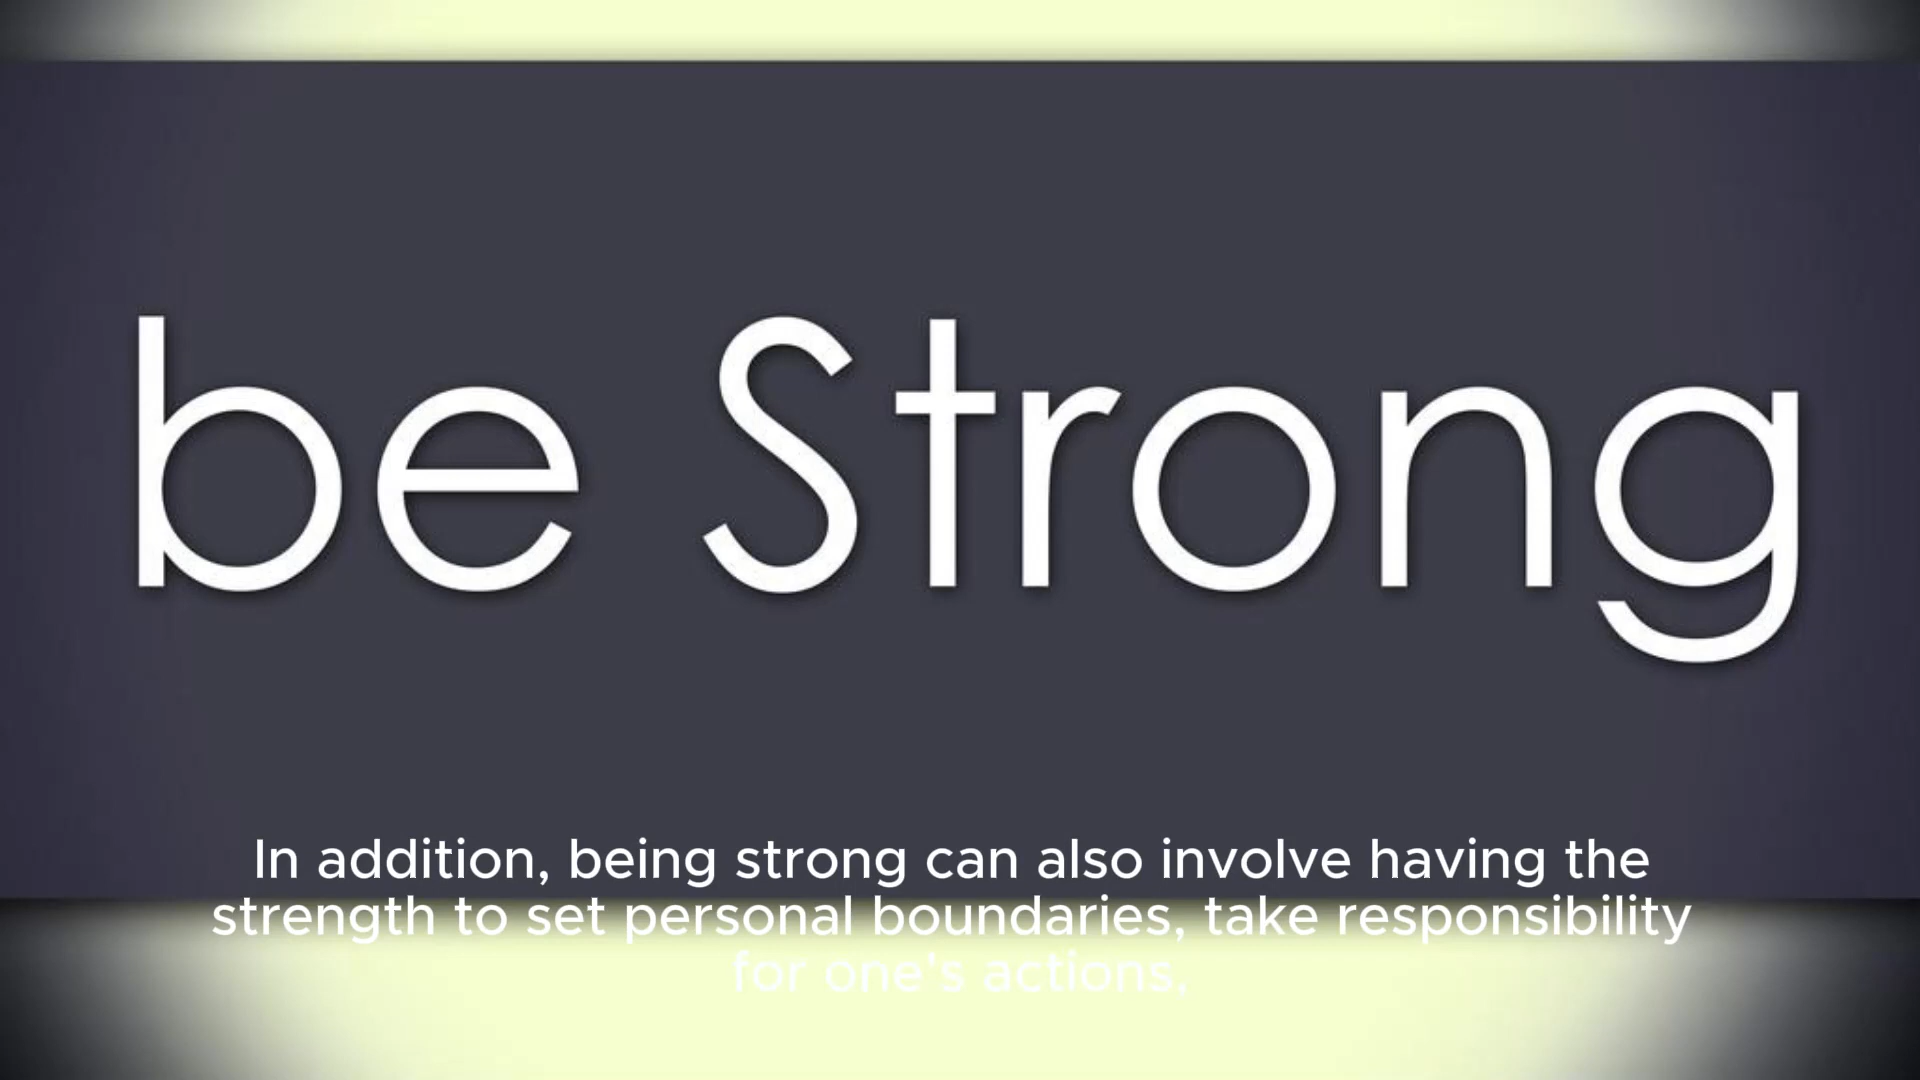 be Strong
In addition, being strong can also involve having the
strength to set personal boundaries, take responsibility
for one's actions,